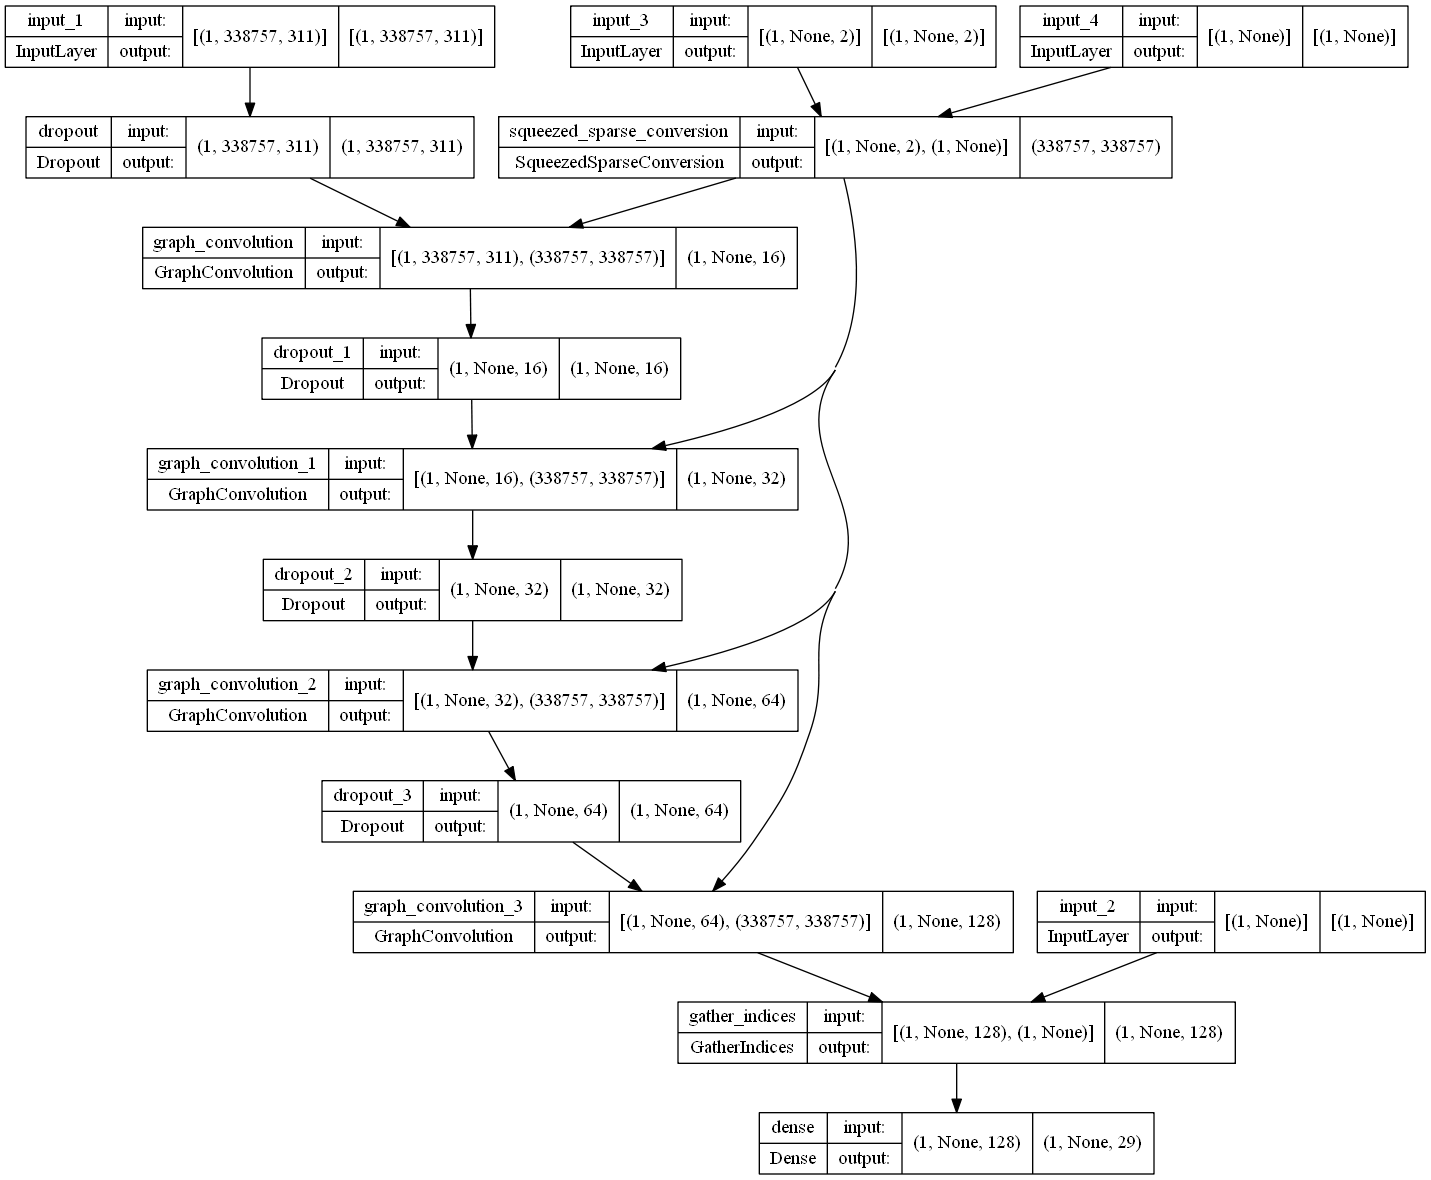 input_1 input: [(1, 338757, 311)] [(1, 338757, 311)]
InputLayer output:
input_3 input: [(1, None, 2)] [(1, None, 2)]
InputLayer output:
input_4 input: [(1, None)] [(1, None)]
InputLayer output:
dropout input: (1, 338757, 311) (1, 338757, 311)
Dropout output:
squeezed_sparse_conversion input: [(1, None, 2), (1, None)] (338757, 338757)
SqueezedSparseConversion output:
graph_convolution input: [(1, 338757, 311), (338757, 338757)] (1, None, 16)
GraphConvolution output:
dropout_1 input: (1, None, 16) (1, None, 16)
Dropout output:
graph_convolution_1 input: [(1, None, 16), (338757, 338757)] (1, None, 32)
GraphConvolution output:
dropout_2 input: (1, None, 32) (1, None, 32)
Dropout output:
graph_convolution_2 input: [(1, None, 32), (338757, 338757)] (1, None, 64)
GraphConvolution output:
dropout_3 input: (1, None, 64) (1, None, 64)
Dropout output:
graph_convolution_3 input: [(1, None, 64), (338757, 338757)] (1, None, 128)
GraphConvolution output:
input_2 input: [(1, None)] [(1, None)]
InputLayer output:
gather_indices input: [(1, None, 128), (1, None)] (1, None, 128)
GatherIndices output:
dense input: (1, None, 128) (1, None, 29)
Dense output: